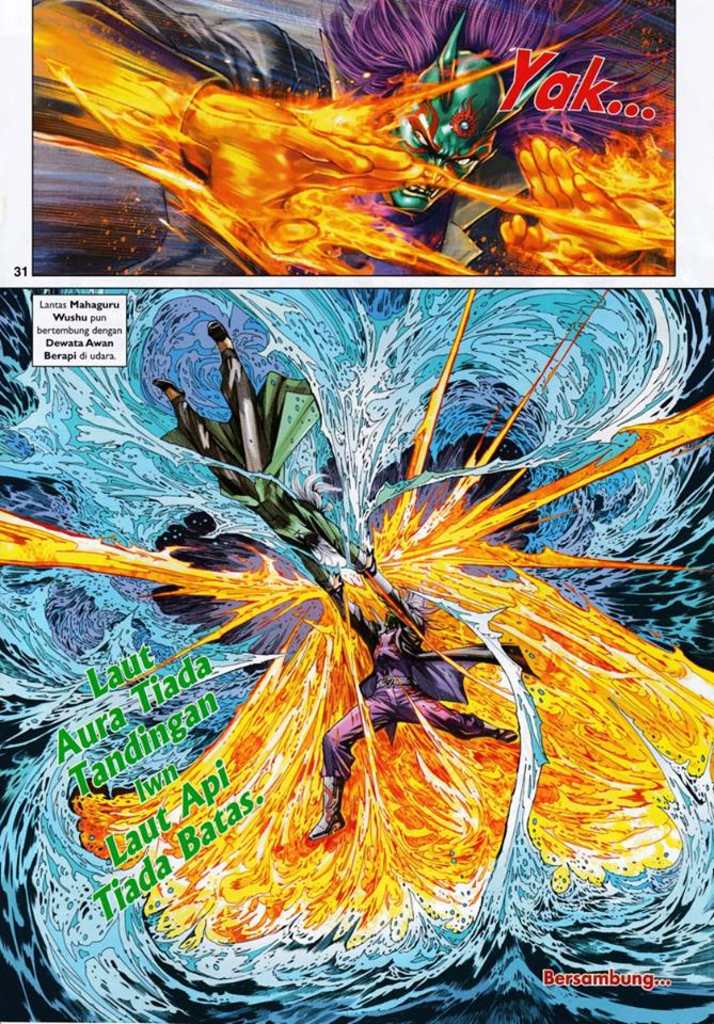 Yak...
31
Lantas Mahaguru
Wushu pun
bertembung dengan
Dewata Awan
Berapi di udara.
Laut
Aura Tiada
Tandingan
lwn
Laut Api
Tiada Batas.
Bersambung...